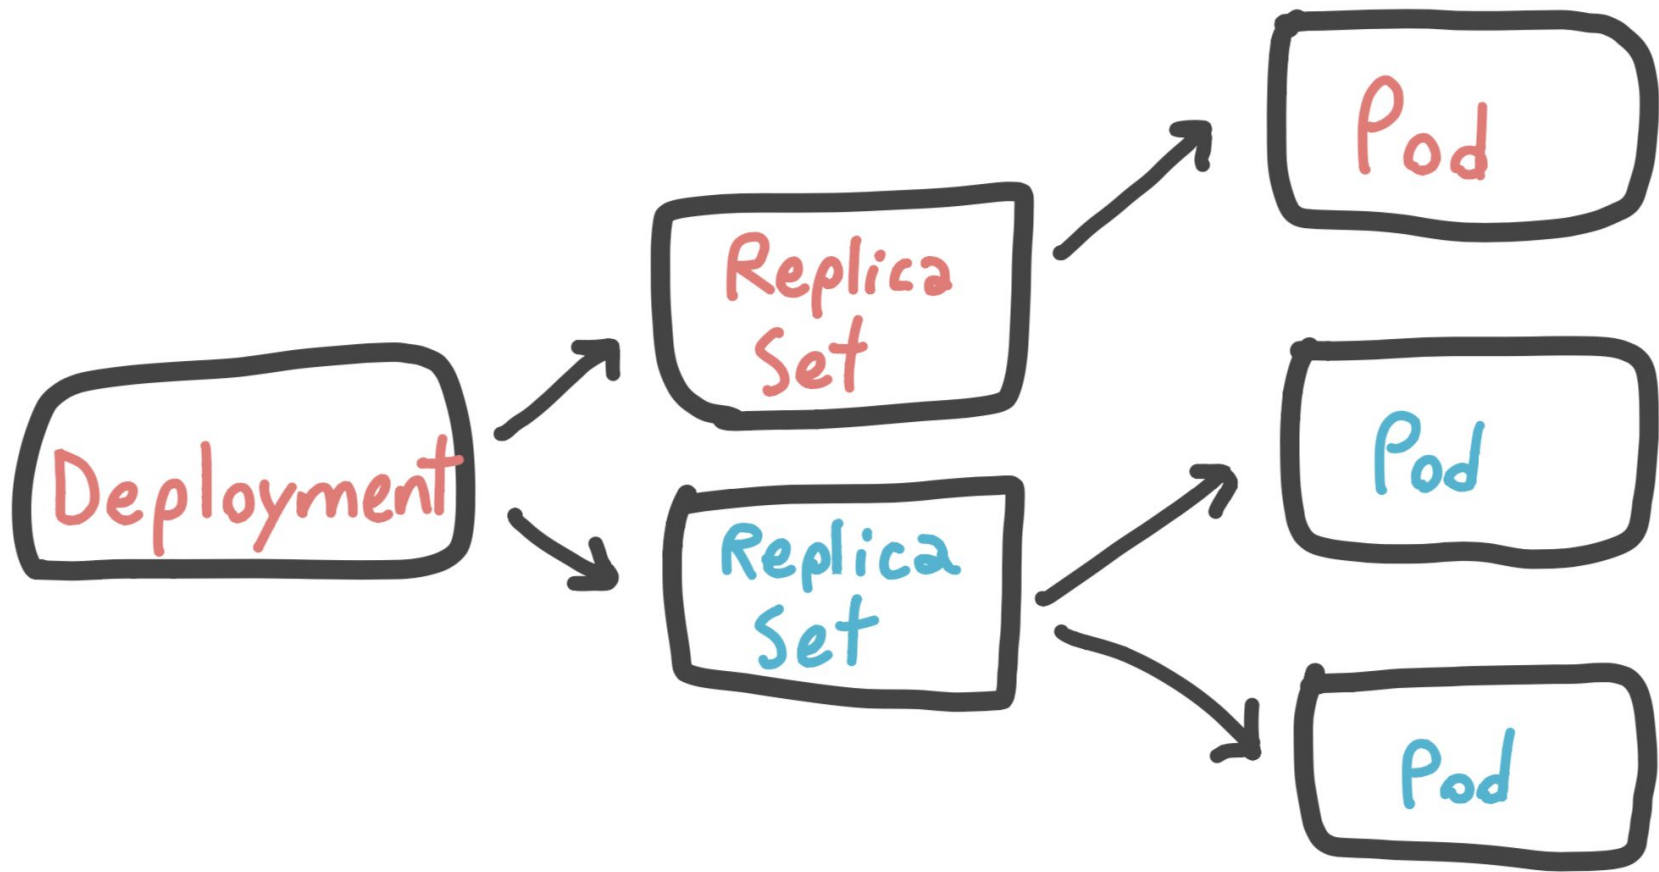 Deployment
Replica
Set
Replica
Set
Pod
Pod
Pod